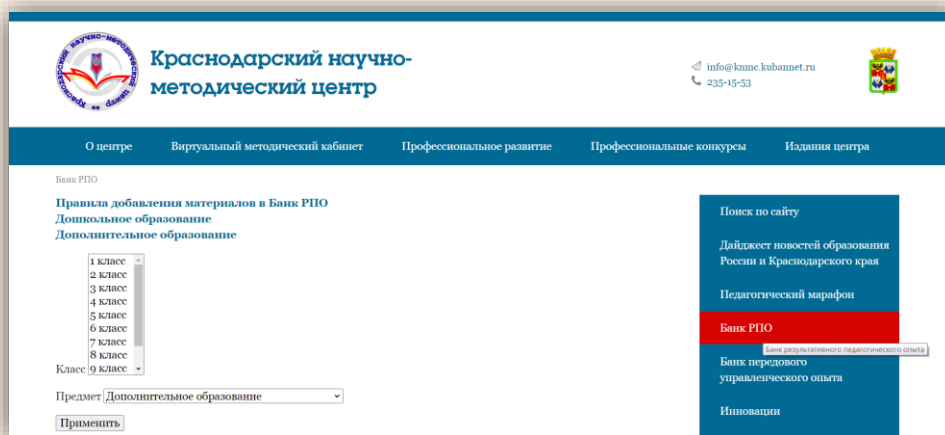 Краснодарский научно-
методический центр
info@knmc.kubannet.ru
235-15-53
О центре
Виртуальный методический кабинет
Профессиональное развитие
Профессиональные конкурсы
Издания центра
Банк РПО
Правила добавления материалов в Банк РПО
Дошкольное образование
Дополнительное образование
1 класс
2 класс
3 класс
4 класс
5 класс
6 класс
7 класс
8 класс
Класс 9 класс
Предмет Дополнительное образование
Применить
Поиск по сайту
Дайджест новостей образования
России и Краснодарского края
Педагогический марафон
Банк РПО
Банк результативного педагогического опыта
Банк передового
управленческого опыта
Инновации